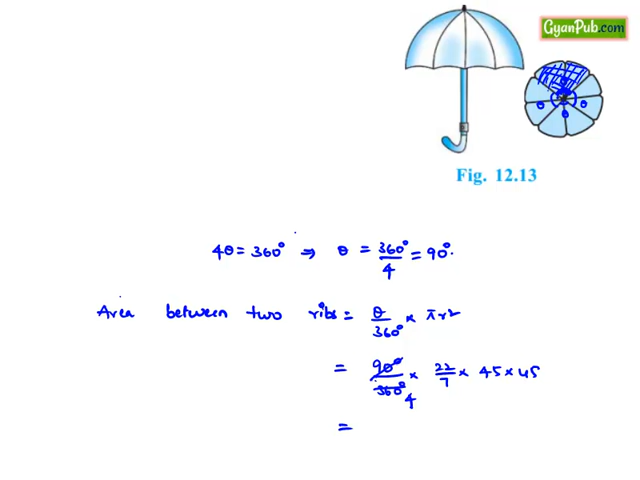 GyanPub.com
Fig. 12.13
4θ = 360° ⇒ θ = 360°/4 = 90°.
Area between two ribs = θ/360° × πr²
= 90°/360° × 22/7 × 45 × 45
4
=